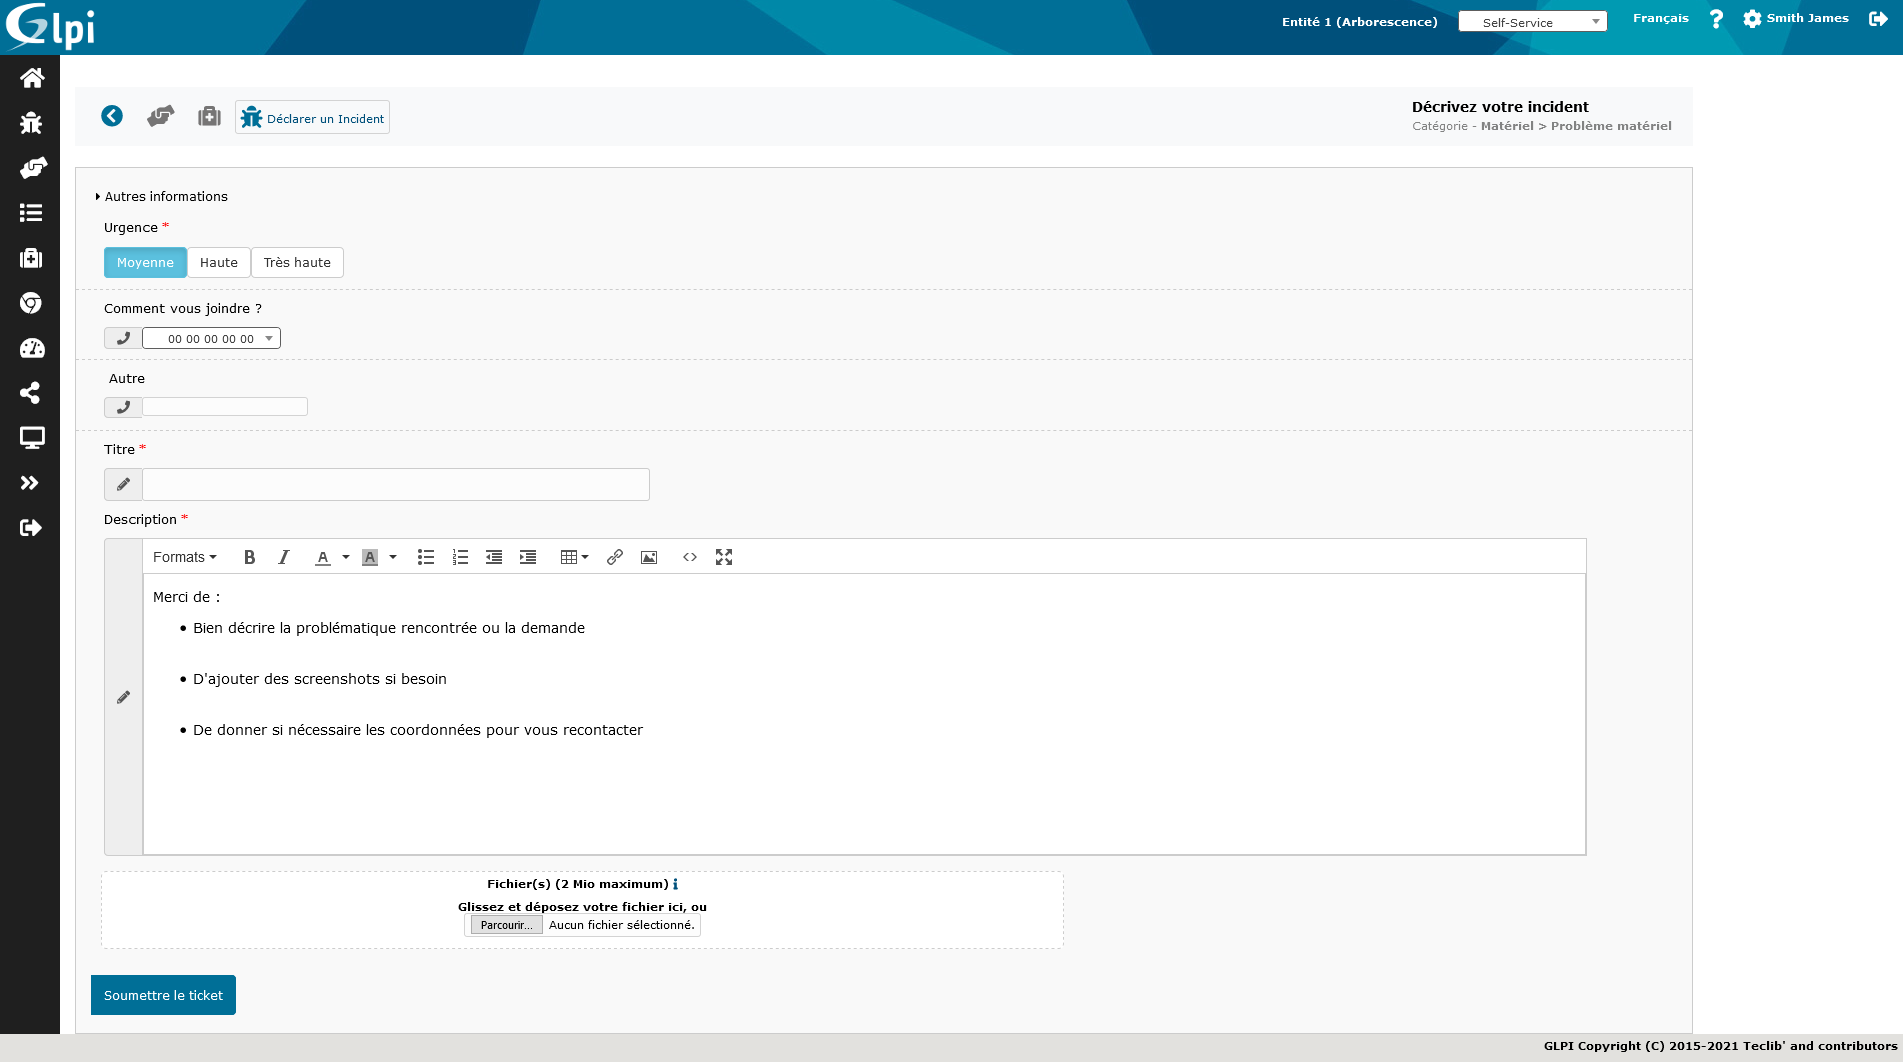 Glpi
Entité 1 (Arborescence)
Self-Service
Français
?
Smith James
Déclarer un Incident
Décrivez votre incident
Catégorie - Matériel > Problème matériel
Autres informations
Urgence *
Moyenne
Haute
Très haute
Comment vous joindre ?
00 00 00 00 00
Autre
Titre *
Description *
Formats
B
I
A
A
Merci de :
• Bien décrire la problématique rencontrée ou la demande
• D'ajouter des screenshots si besoin
• De donner si nécessaire les coordonnées pour vous recontacter
Fichier(s) (2 Mio maximum) i
Glissez et déposez votre fichier ici, ou
Parcourir... Aucun fichier sélectionné.
Soumettre le ticket
GLPI Copyright (C) 2015-2021 Teclib' and contributors